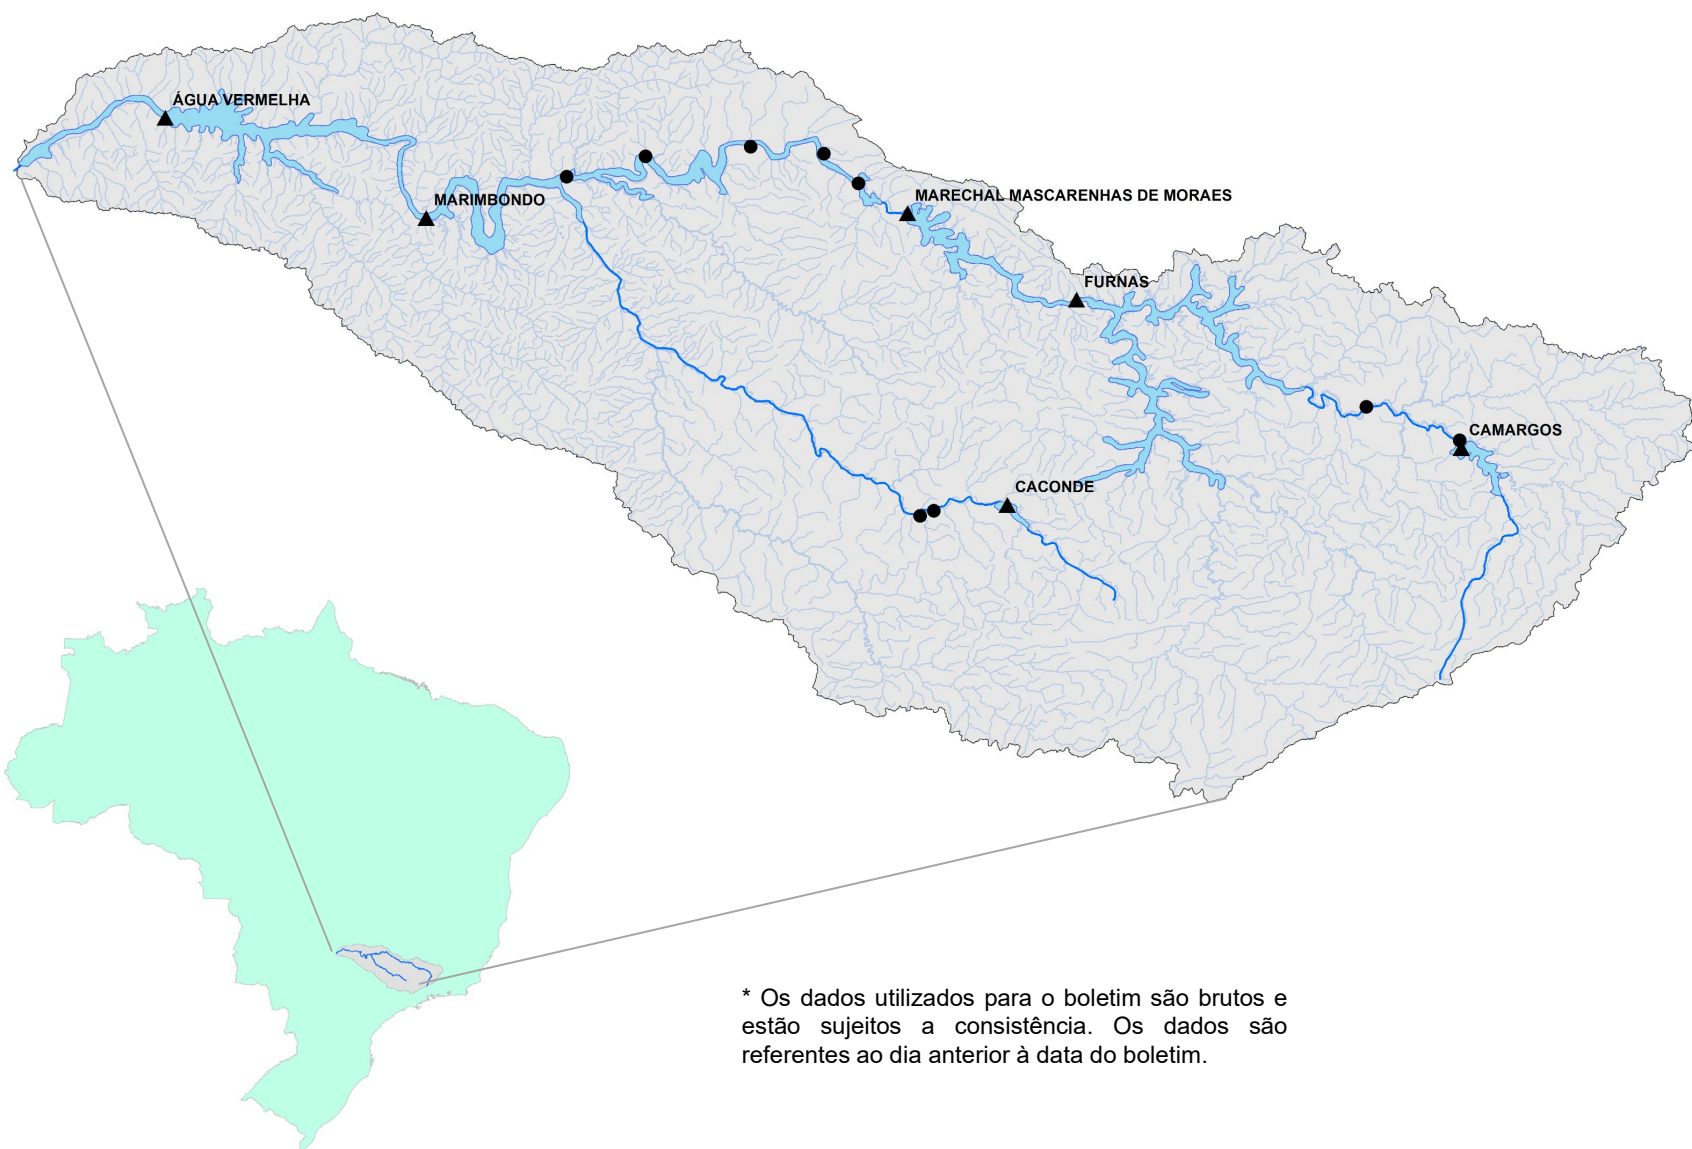 ÁGUA VERMELHA
MARIMBONDO
MARECHAL MASCARENHAS DE MORAES
FURNAS
CAMARGOS
CACONDE
* Os dados utilizados para o boletim são brutos e
estão sujeitos a consistência. Os dados são
referentes ao dia anterior à data do boletim.